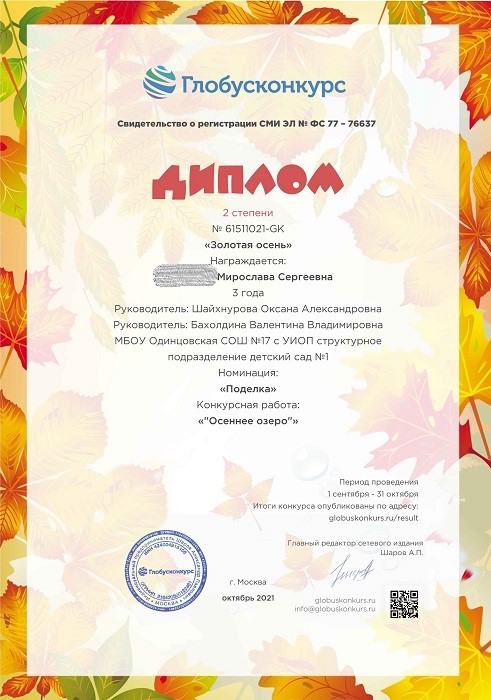 Глобусконкурс
Свидетельство о регистрации СМИ ЭЛ № ФС 77 – 76637
ДИПЛОМ
2 степени
№ 61511021-GK
«Золотая осень»
Награждается:
Мирослава Сергеевна
3 года
Руководитель: Шайхнурова Оксана Александровна
Руководитель: Бахолдина Валентина Владимировна
МБОУ Одинцовская СОШ №17 с УИОП структурное
подразделение детский сад №1
Номинация:
«Поделка»
Конкурсная работа:
«"Осеннее озеро"»
Период проведения
1 сентября - 31 октября
Итоги конкурса опубликованы по адресу:
globuskonkurs.ru/result
Главный редактор сетевого издания
Шаров А.П.
Глобусконкурс
г. Москва
октябрь 2021
globuskonkurs.ru
info@globuskonkurs.ru